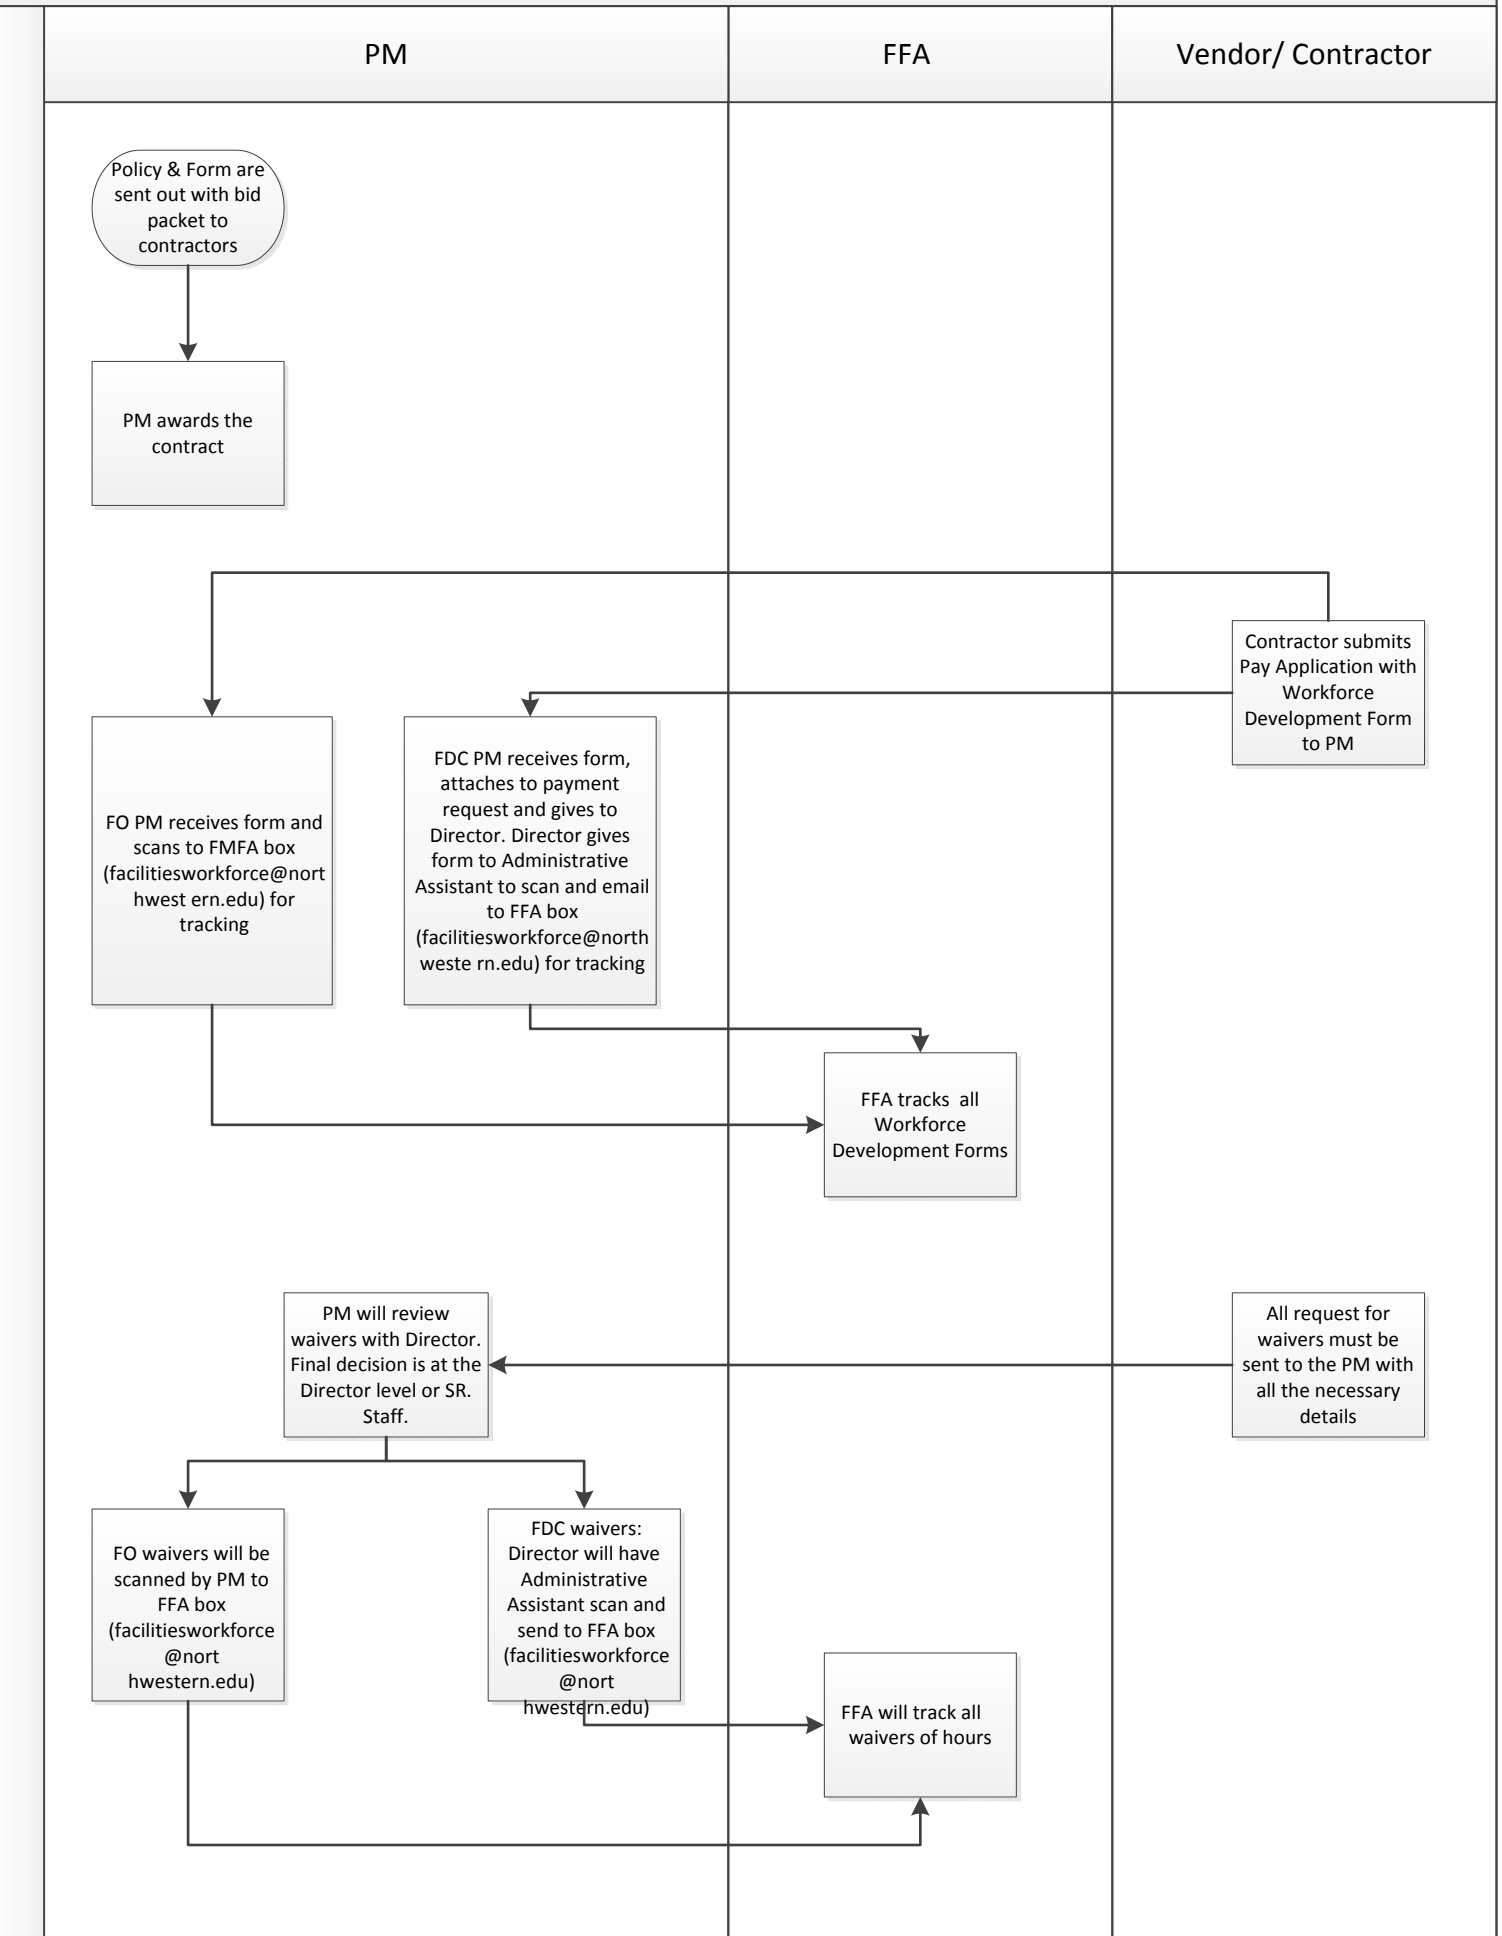 PM
FFA
Vendor/ Contractor
Policy & Form are
sent out with bid
packet to
contractors
PM awards the
contract
Contractor submits
Pay Application with
Workforce
Development Form
to PM
FO PM receives form and
scans to FMFA box
(facilitiesworkforce@nort
hwest ern.edu) for
tracking
FDC PM receives form,
attaches to payment
request and gives to
Director. Director gives
form to Administrative
Assistant to scan and email
to FFA box
(facilitiesworkforce@north
weste rn.edu) for tracking
FFA tracks  all
Workforce
Development Forms
PM will review
waivers with Director.
Final decision is at the
Director level or SR.
Staff.
All request for
waivers must be
sent to the PM with
all the necessary
details
FO waivers will be
scanned by PM to
FFA box
(facilitiesworkforce
@nort
hwestern.edu)
FDC waivers:
Director will have
Administrative
Assistant scan and
send to FFA box
(facilitiesworkforce
@nort
hwestern.edu)
FFA will track all
waivers of hours